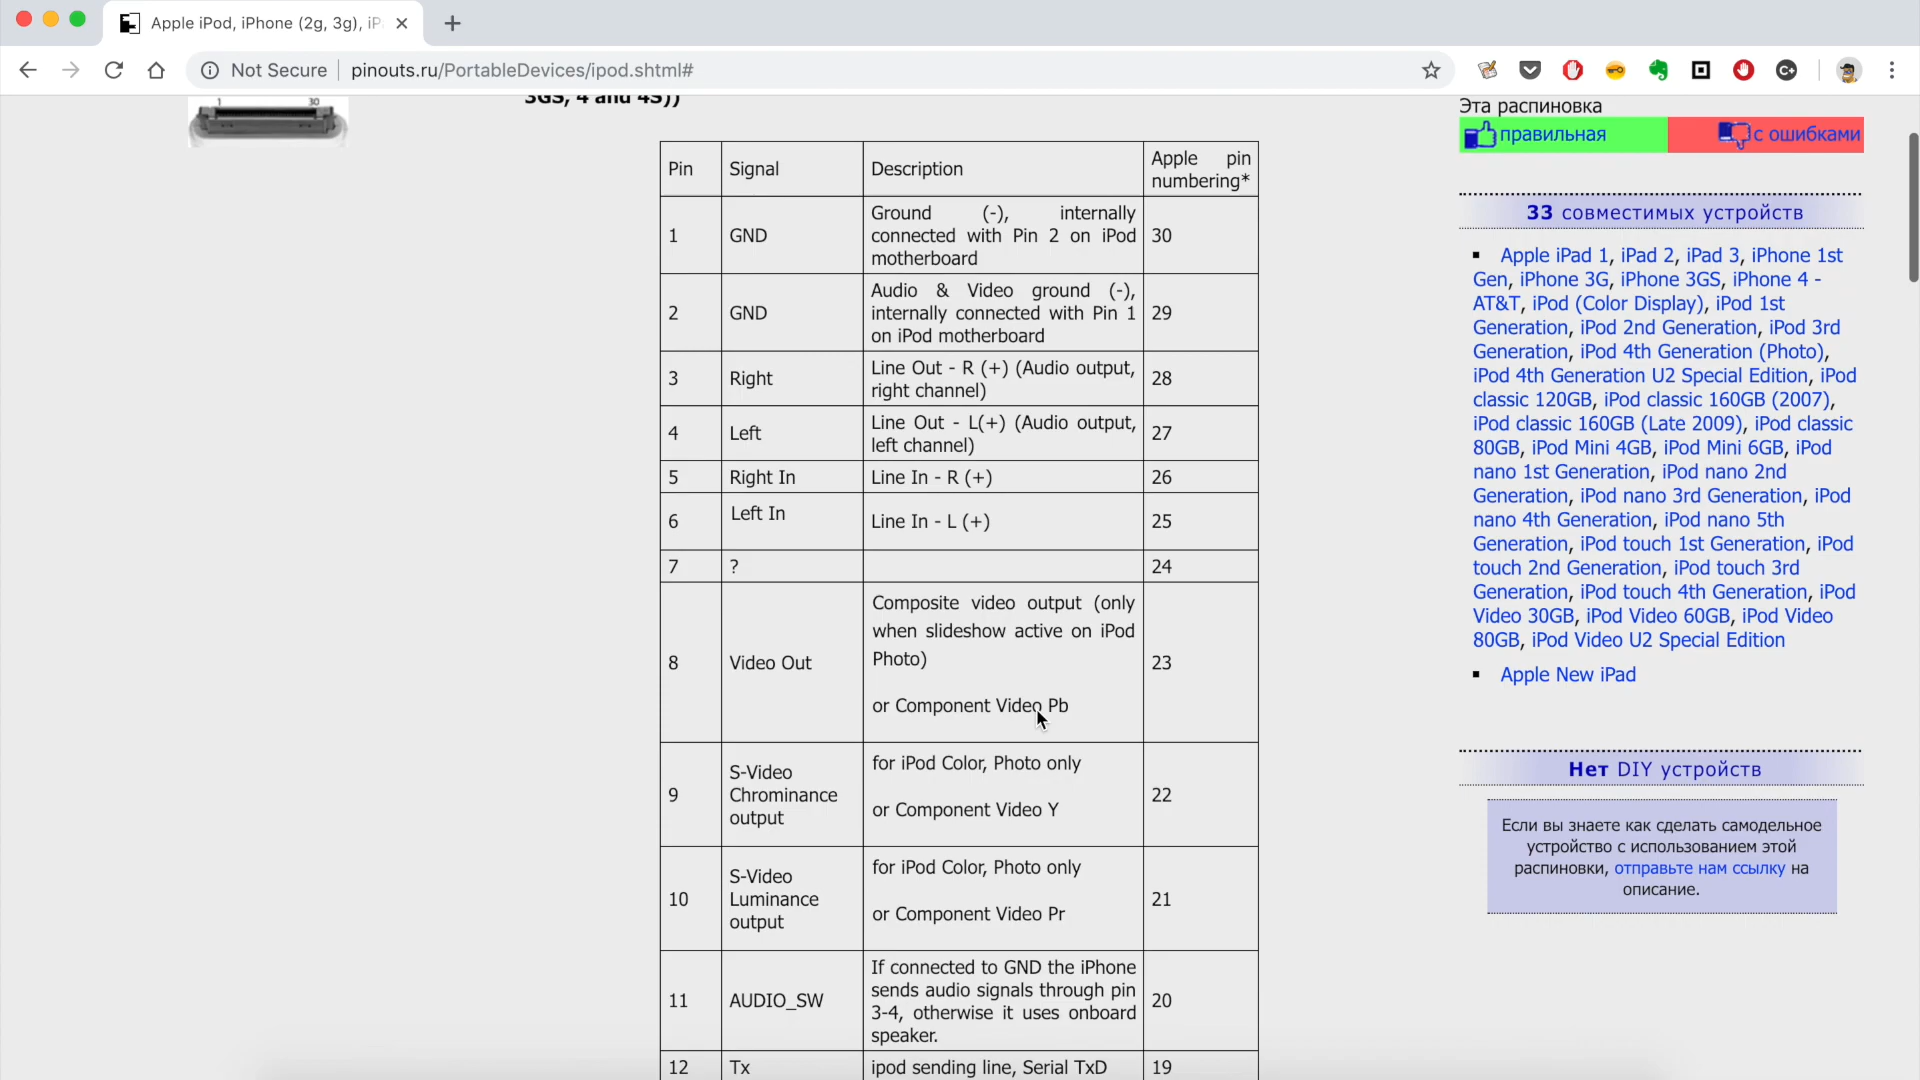 Apple iPod, iPhone (2g, 3g), iP
Not Secure
pinouts.ru/PortableDevices/ipod.shtml#
1 30
3GS, 4 and 4S))
Pin Signal Description Apple pin numbering*
1 GND Ground (-), internally connected with Pin 2 on iPod motherboard 30
2 GND Audio & Video ground (-), internally connected with Pin 1 on iPod motherboard 29
3 Right Line Out - R (+) (Audio output, right channel) 28
4 Left Line Out - L(+) (Audio output, left channel) 27
5 Right In Line In - R (+) 26
6 Left In Line In - L (+) 25
7 ? 24
8 Video Out Composite video output (only when slideshow active on iPod Photo) or Component Video Pb 23
9 S-Video Chrominance output for iPod Color, Photo only or Component Video Y 22
10 S-Video Luminance output for iPod Color, Photo only or Component Video Pr 21
11 AUDIO_SW If connected to GND the iPhone sends audio signals through pin 3-4, otherwise it uses onboard speaker. 20
12 Tx ipod sending line, Serial TxD 19
Эта распиновка
правильная с ошибками
33 совместимых устройств
Apple iPad 1, iPad 2, iPad 3, iPhone 1st
Gen, iPhone 3G, iPhone 3GS, iPhone 4 -
AT&T, iPod (Color Display), iPod 1st
Generation, iPod 2nd Generation, iPod 3rd
Generation, iPod 4th Generation (Photo),
iPod 4th Generation U2 Special Edition, iPod
classic 120GB, iPod classic 160GB (2007),
iPod classic 160GB (Late 2009), iPod classic
80GB, iPod Mini 4GB, iPod Mini 6GB, iPod
nano 1st Generation, iPod nano 2nd
Generation, iPod nano 3rd Generation, iPod
nano 4th Generation, iPod nano 5th
Generation, iPod touch 1st Generation, iPod
touch 2nd Generation, iPod touch 3rd
Generation, iPod touch 4th Generation, iPod
Video 30GB, iPod Video 60GB, iPod Video
80GB, iPod Video U2 Special Edition
Apple New iPad
Нет DIY устройств
Если вы знаете как сделать самодельное
устройство с использованием этой
распиновки, отправьте нам ссылку на
описание.